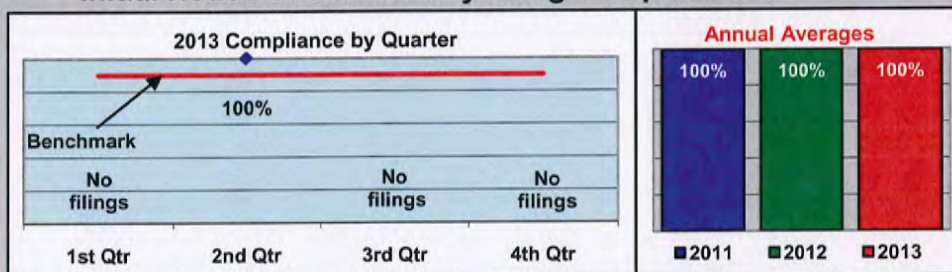 2013 Compliance by Quarter
100%
Benchmark
No
filings
No
filings
No
filings
1st Qtr
2nd Qtr
3rd Qtr
4th Qtr
Annual Averages
100%
100%
100%
2011
2012
2013